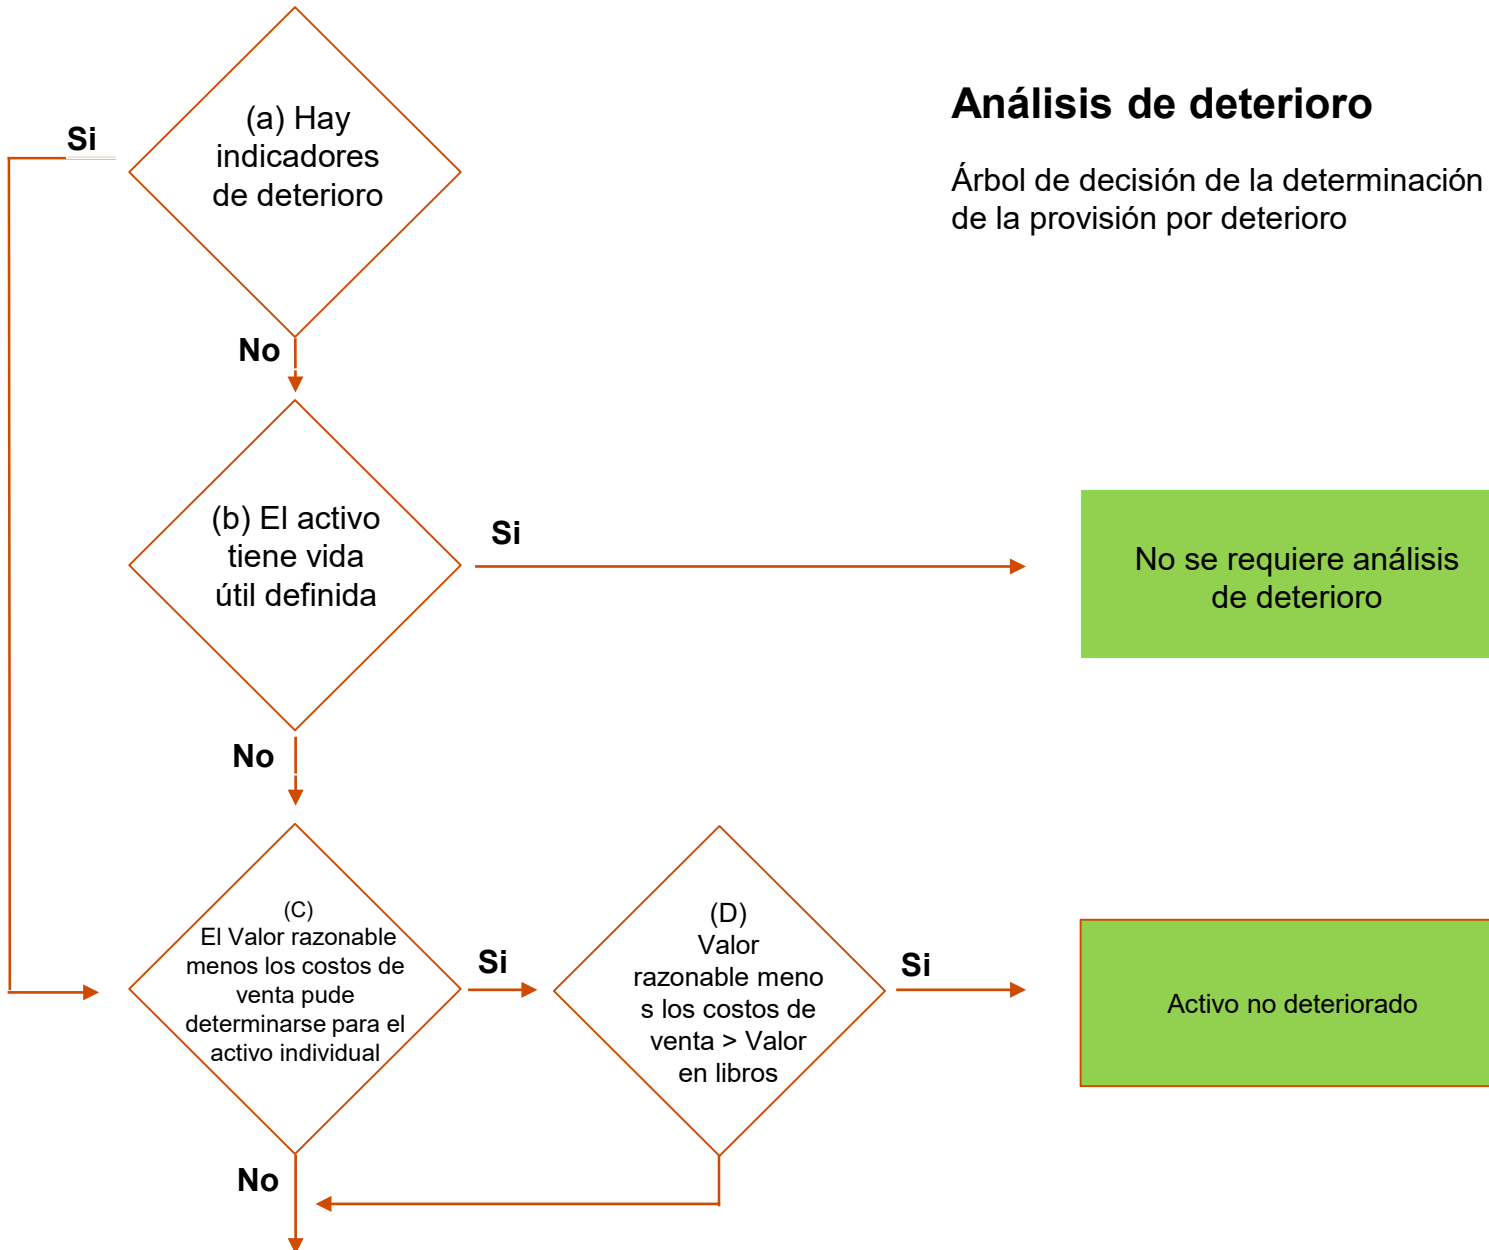 Análisis de deterioro
Árbol de decisión de la determinación
de la provisión por deterioro
(a) Hay
indicadores
de deterioro
Si
No
(b) El activo
tiene vida
útil definida
Si
No se requiere análisis
de deterioro
No
(C)
El Valor razonable
menos los costos de
venta pude
determinarse para el
activo individual
Si
(D)
Valor
razonable meno
s los costos de
venta > Valor
en libros
Si
Activo no deteriorado
No